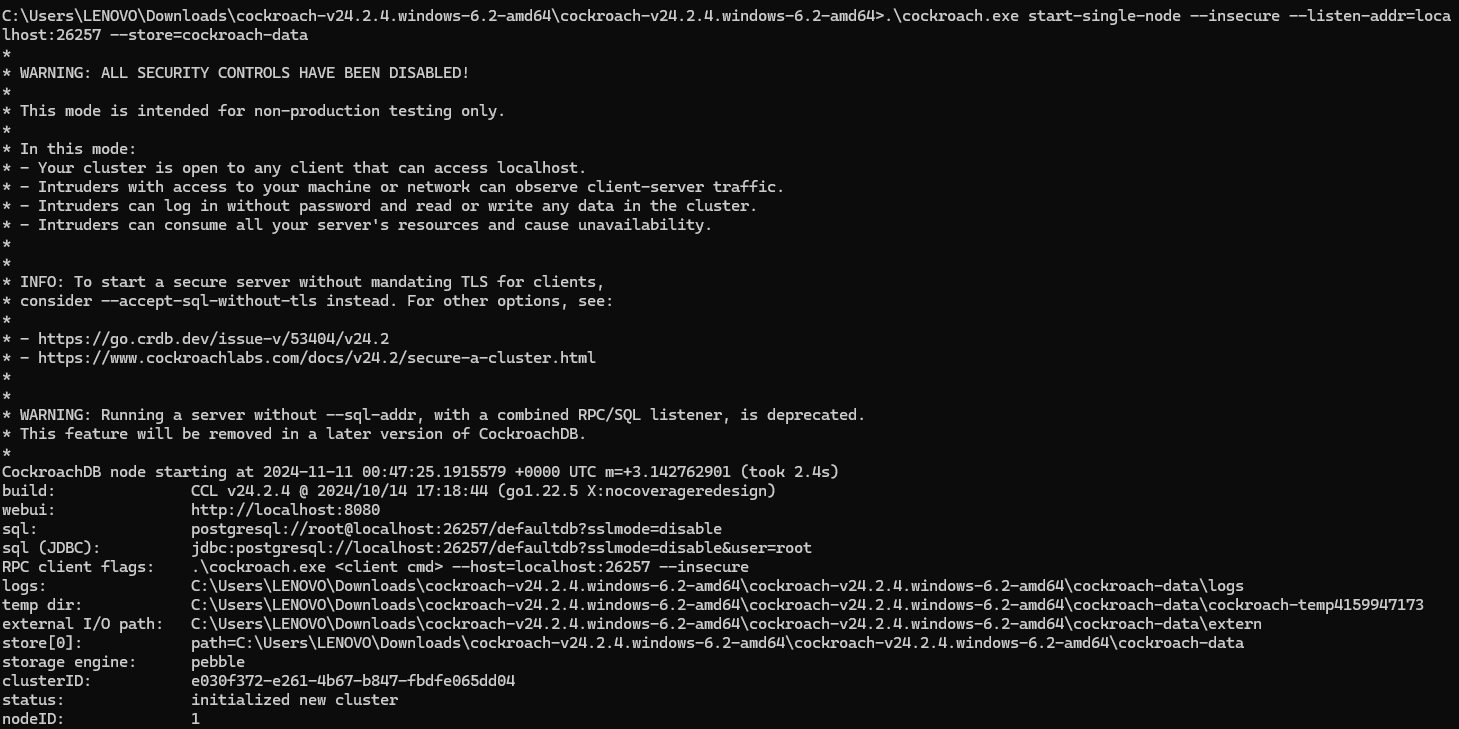 C:\Users\LENOVO\Downloads\cockroach-v24.2.4.windows-6.2-amd64\cockroach-v24.2.4.windows-6.2-amd64>.\cockroach.exe start-single-node --insecure --listen-addr=loca
lhost:26257 --store=cockroach-data
*
* WARNING: ALL SECURITY CONTROLS HAVE BEEN DISABLED!
*
* This mode is intended for non-production testing only.
*
* In this mode:
* - Your cluster is open to any client that can access localhost.
* - Intruders with access to your machine or network can observe client-server traffic.
* - Intruders can log in without password and read or write any data in the cluster.
* - Intruders can consume all your server's resources and cause unavailability.
*
*
* INFO: To start a secure server without mandating TLS for clients,
* consider --accept-sql-without-tls instead. For other options, see:
*
* - https://go.crdb.dev/issue-v/53404/v24.2
* - https://www.cockroachlabs.com/docs/v24.2/secure-a-cluster.html
*
*
* WARNING: Running a server without --sql-addr, with a combined RPC/SQL listener, is deprecated.
* This feature will be removed in a later version of CockroachDB.
*
CockroachDB node starting at 2024-11-11 00:47:25.1915579 +0000 UTC m=+3.142762901 (took 2.4s)
build:               CCL v24.2.4 @ 2024/10/14 17:18:44 (go1.22.5 X:nocoverageredesign)
webui:               http://localhost:8080
sql:                 postgresql://root@localhost:26257/defaultdb?sslmode=disable
sql (JDBC):          jdbc:postgresql://localhost:26257/defaultdb?sslmode=disable&user=root
RPC client flags:    .\cockroach.exe <client cmd> --host=localhost:26257 --insecure
logs:                C:\Users\LENOVO\Downloads\cockroach-v24.2.4.windows-6.2-amd64\cockroach-v24.2.4.windows-6.2-amd64\cockroach-data\logs
temp dir:            C:\Users\LENOVO\Downloads\cockroach-v24.2.4.windows-6.2-amd64\cockroach-v24.2.4.windows-6.2-amd64\cockroach-data\cockroach-temp4159947173
external I/O path:   C:\Users\LENOVO\Downloads\cockroach-v24.2.4.windows-6.2-amd64\cockroach-v24.2.4.windows-6.2-amd64\cockroach-data\extern
store[0]:            path=C:\Users\LENOVO\Downloads\cockroach-v24.2.4.windows-6.2-amd64\cockroach-v24.2.4.windows-6.2-amd64\cockroach-data
storage engine:      pebble
clusterID:           e030f372-e261-4b67-b847-fbdfe065dd04
status:              initialized new cluster
nodeID:              1